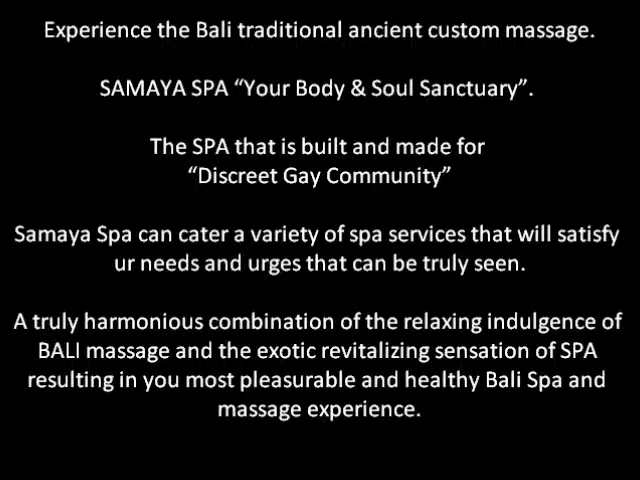 Experience the Bali traditional ancient custom massage.
SAMAYA SPA “Your Body & Soul Sanctuary”.
The SPA that is built and made for
“Discreet Gay Community”
Samaya Spa can cater a variety of spa services that will satisfy
ur needs and urges that can be truly seen.
A truly harmonious combination of the relaxing indulgence of
BALI massage and the exotic revitalizing sensation of SPA
resulting in you most pleasurable and healthy Bali Spa and
massage experience.